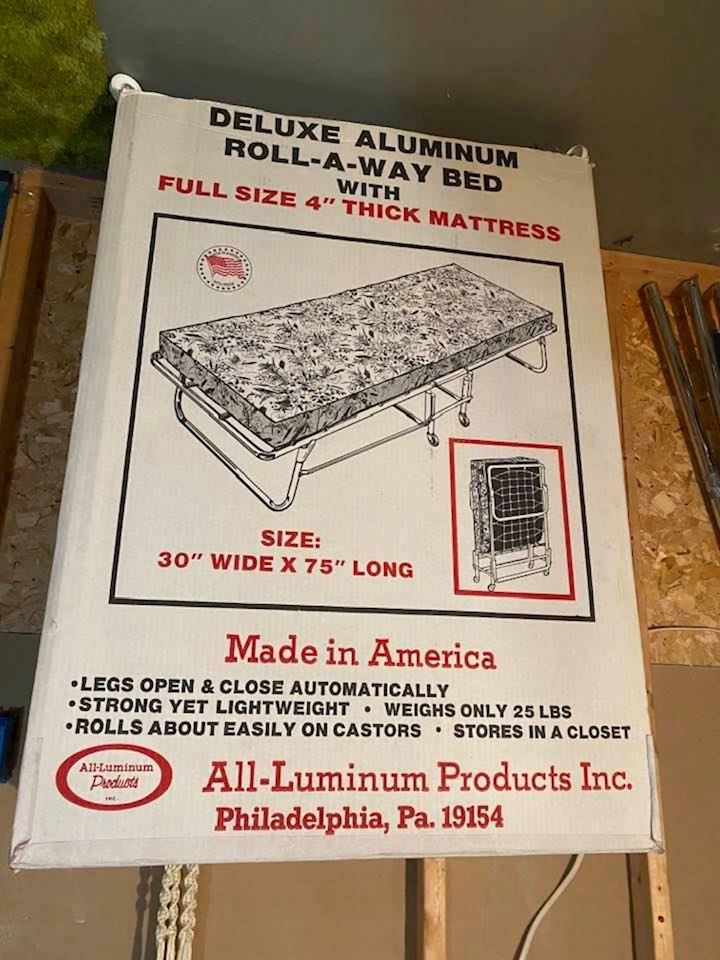 DELUXE ALUMINUM
ROLL-A-WAY BED
WITH
FULL SIZE 4" THICK MATTRESS
SIZE:
30" WIDE X 75" LONG
Made in America
•LEGS OPEN & CLOSE AUTOMATICALLY
•STRONG YET LIGHTWEIGHT • WEIGHS ONLY 25 LBS
•ROLLS ABOUT EASILY ON CASTORS • STORES IN A CLOSET
All-Luminum
Products
INC.
All-Luminum Products Inc.
Philadelphia, Pa. 19154